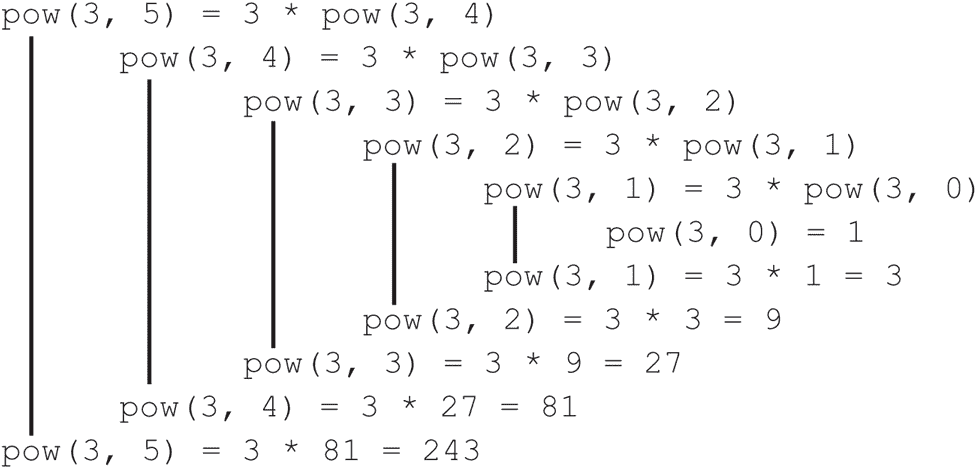 pow(3, 5) = 3 * pow(3, 4)
pow(3, 4) = 3 * pow(3, 3)
pow(3, 3) = 3 * pow(3, 2)
pow(3, 2) = 3 * pow(3, 1)
pow(3, 1) = 3 * pow(3, 0)
pow(3, 0) = 1
pow(3, 1) = 3 * 1 = 3
pow(3, 2) = 3 * 3 = 9
pow(3, 3) = 3 * 9 = 27
pow(3, 4) = 3 * 27 = 81
pow(3, 5) = 3 * 81 = 243